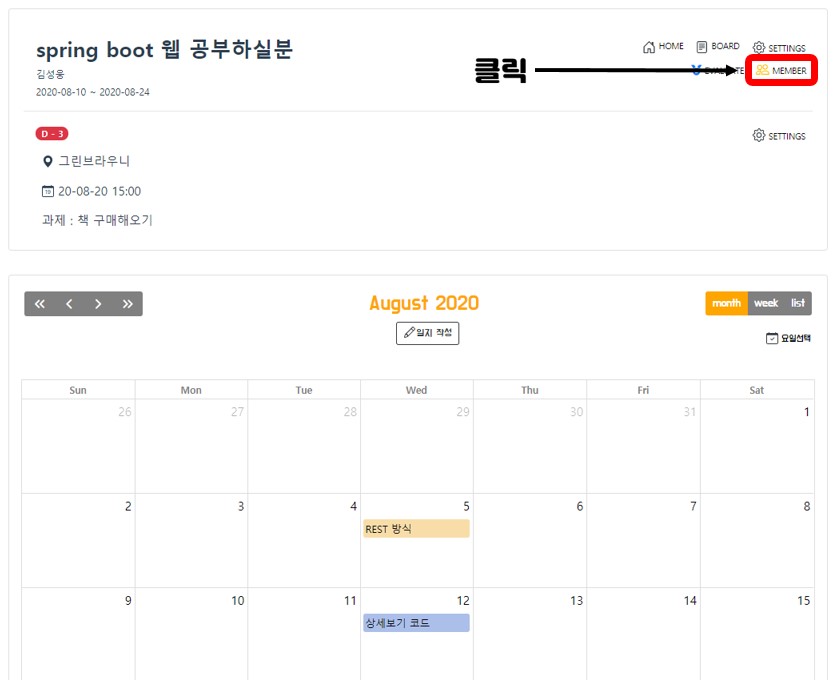 spring boot 웹 공부하실분
김성웅
2020-08-10 ~ 2020-08-24
HOME BOARD SETTINGS
클릭 MEMBER
D - 3
SETTINGS
그린브라우니
20-08-20 15:00
과제 : 책 구매해오기
August 2020
month week list
일지 작성
요일선택
Sun Mon Tue Wed Thu Fri Sat
26 27 28 29 30 31 1
2 3 4 5 6 7 8
REST 방식
9 10 11 12 13 14 15
상세보기 코드